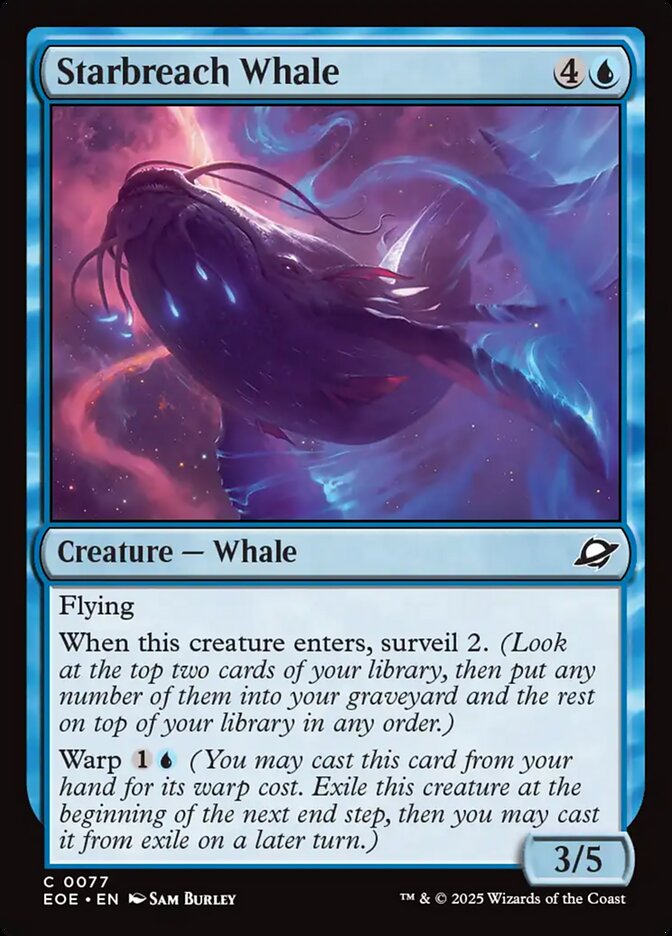 Starbreach Whale 4
Creature — Whale
Flying
When this creature enters, surveil 2. (Look
at the top two cards of your library, then put any
number of them into your graveyard and the rest
on top of your library in any order.)
Warp 1 (You may cast this card from your
hand for its warp cost. Exile this creature at the
beginning of the next end step, then you may cast
it from exile on a later turn.)
3/5
C 0077
EOE • EN Sam Burley
™ & © 2025 Wizards of the Coast